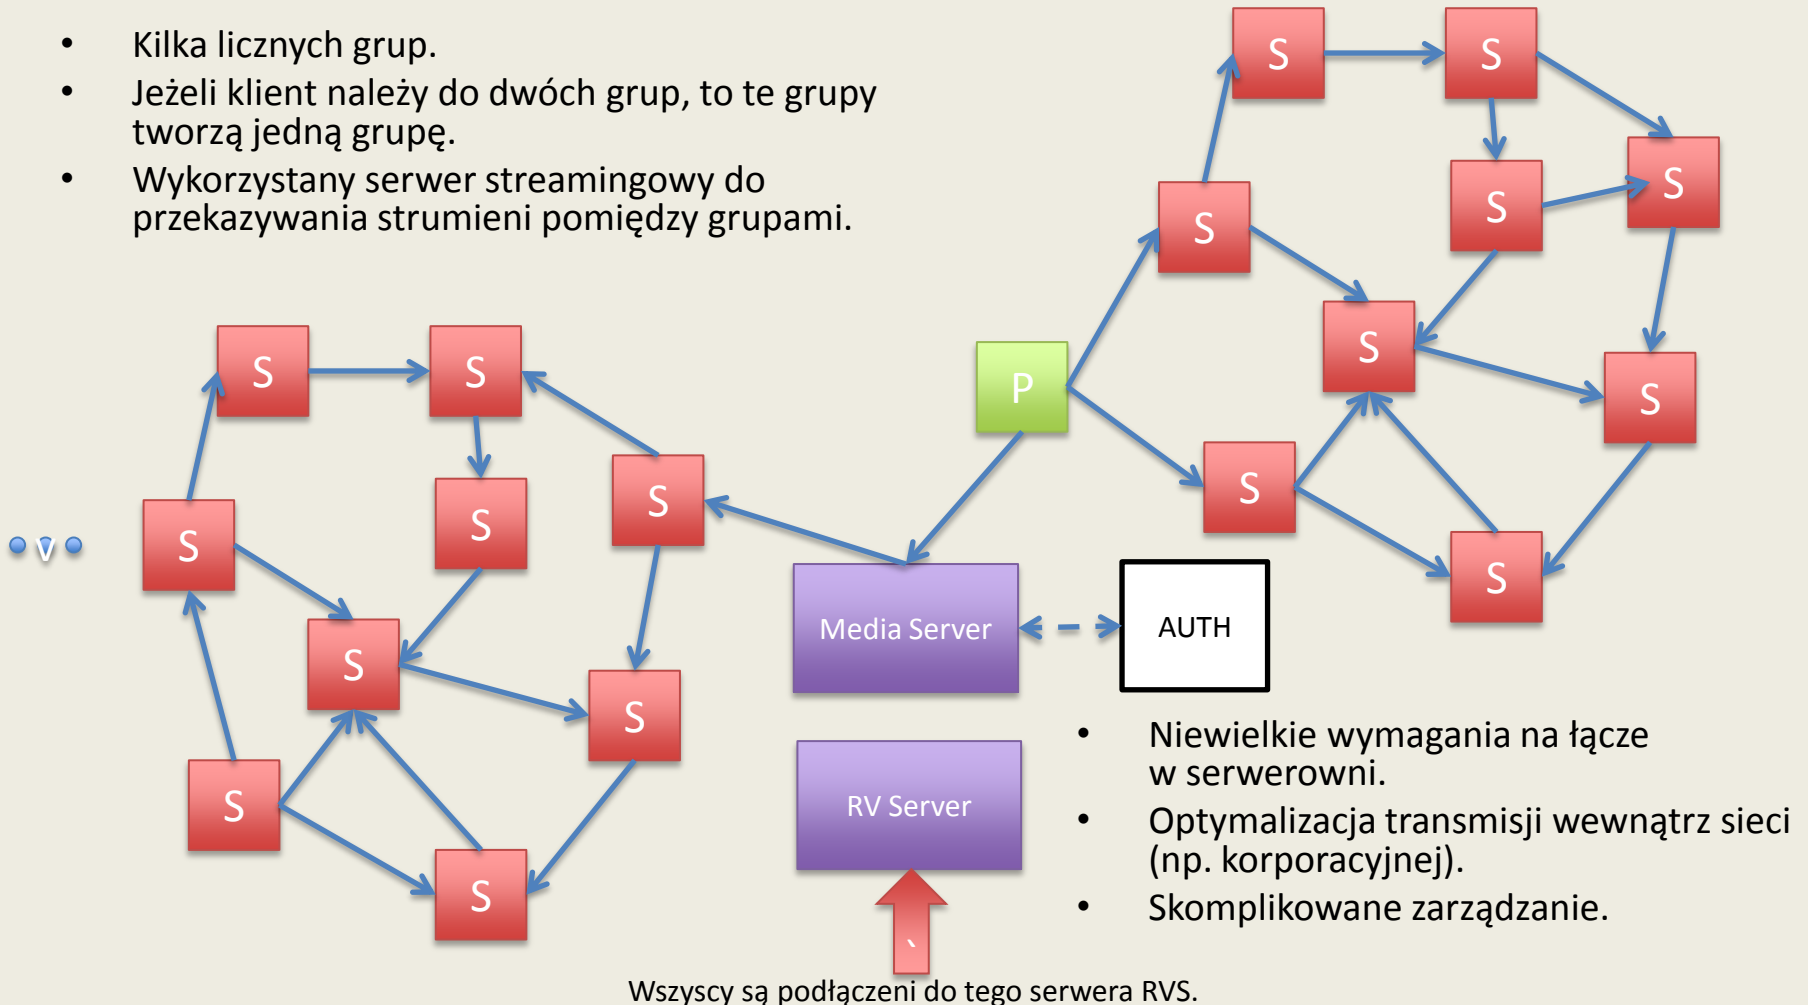 • Kilka licznych grup.
• Jeżeli klient należy do dwóch grup, to te grupy
tworzą jedną grupę.
• Wykorzystany serwer streamingowy do
przekazywania strumieni pomiędzy grupami.
S
S
S
S
S
S
S
S
S
P
S
S
S
S
S
S
S
S
S
S
v
Media Server
AUTH
RV Server
• Niewielkie wymagania na łącze
w serwerowni.
• Optymalizacja transmisji wewnątrz sieci
(np. korporacyjnej).
• Skomplikowane zarządzanie.
`
Wszyscy są podłączeni do tego serwera RVS.